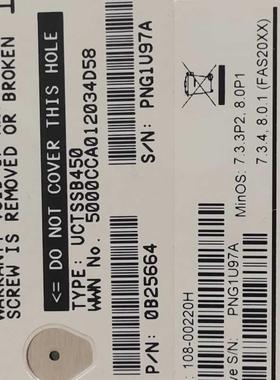 SCREW IS REMOVED OR BROKEN
<= DO NOT COVER THIS HOLE
TYPE: UCTSSB450
WWN No. 5000CCA012034D58
S/N: PNG1U97A
P/N: 0B25664
MinOS: 7.3.3P2, 8.0P1
7.3.4, 8.0.1 (FAS20XX)
: 108-00220H
ve S/N: PNG1U97A